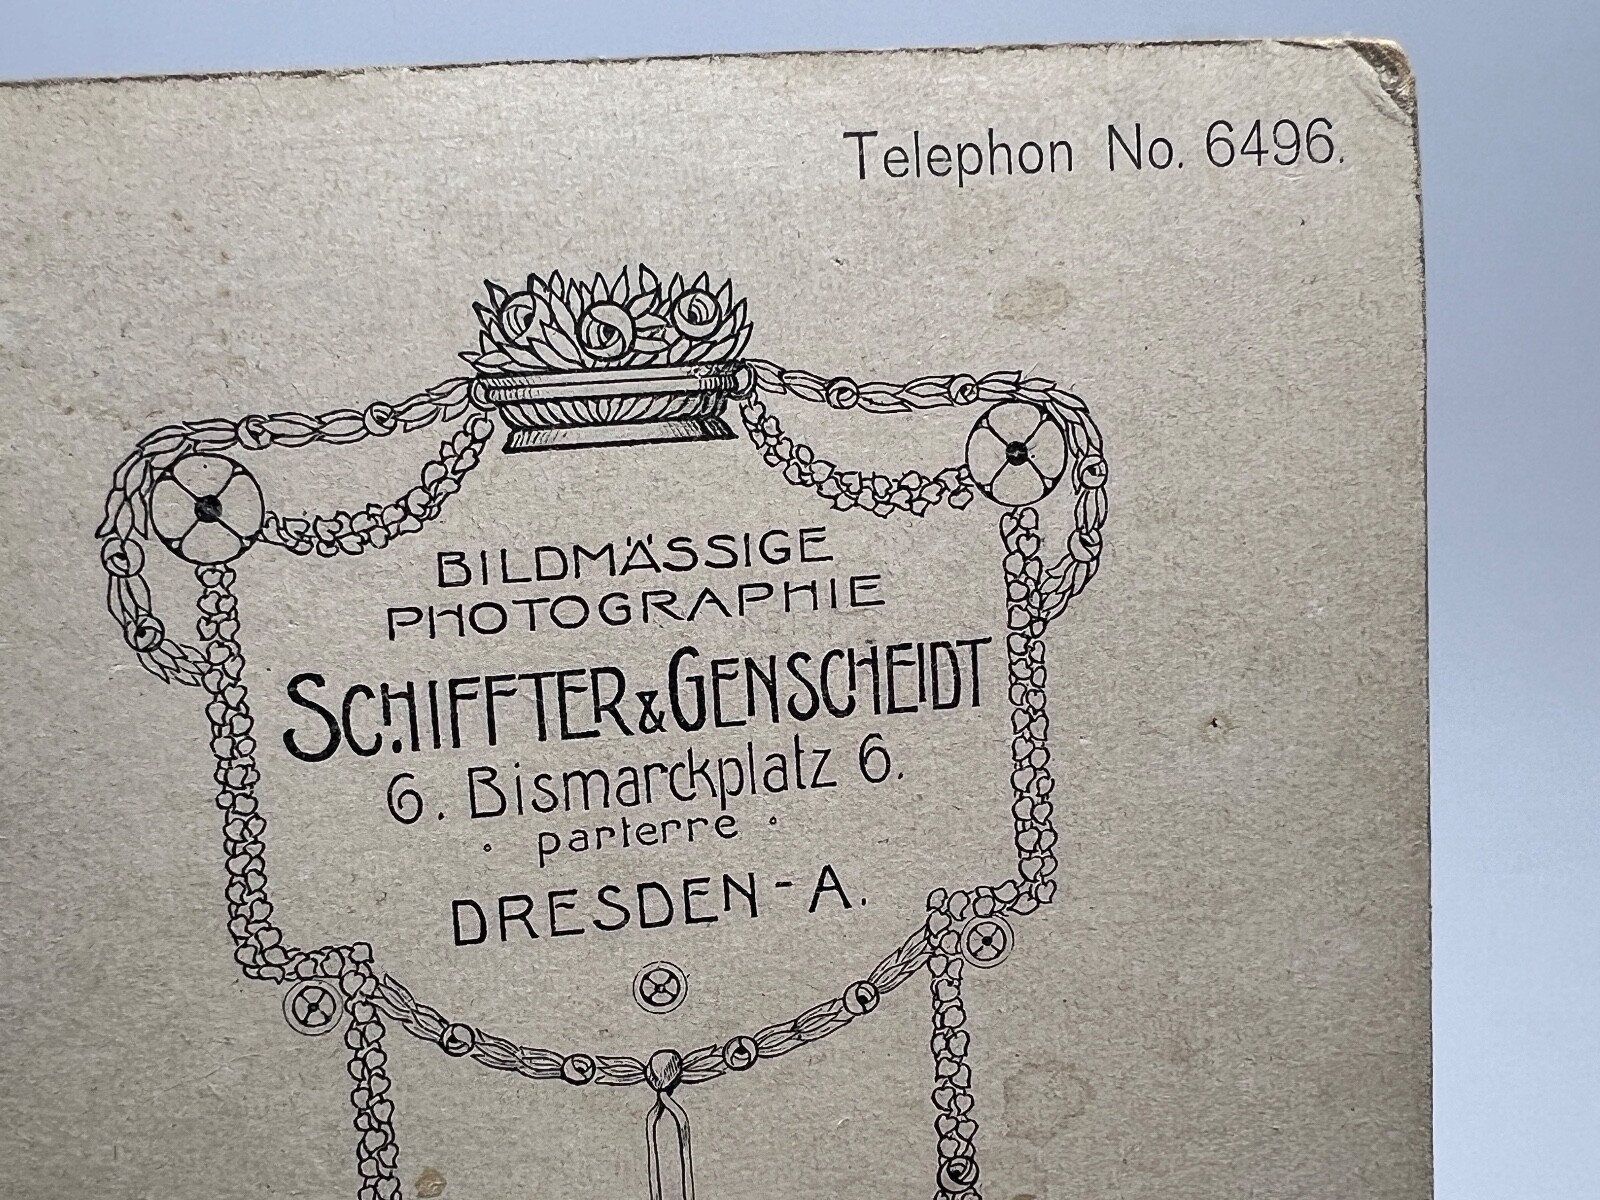 Telephon No. 6496.
BILDMÄSSIGE
PHOTOGRAPHIE
SCHIFFTER & GENSCHEIDT
6. Bismarckplatz 6.
parterre
DRESDEN-A.